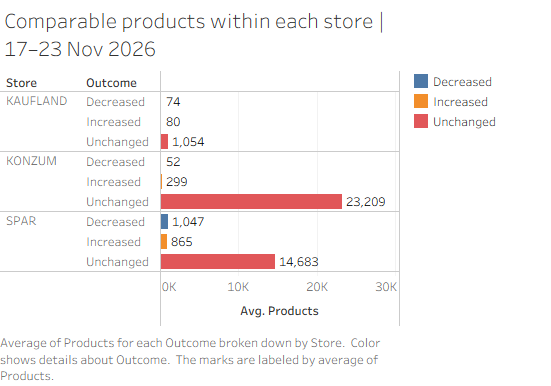 Comparable products within each store |
17–23 Nov 2026
Store Outcome
KAUFLAND Decreased 74
Increased 80
Unchanged 1,054
KONZUM Decreased 52
Increased 299
Unchanged 23,209
SPAR Decreased 1,047
Increased 865
Unchanged 14,683
0K 10K 20K 30K
Avg. Products
Decreased
Increased
Unchanged
Average of Products for each Outcome broken down by Store.  Color
shows details about Outcome.  The marks are labeled by average of
Products.